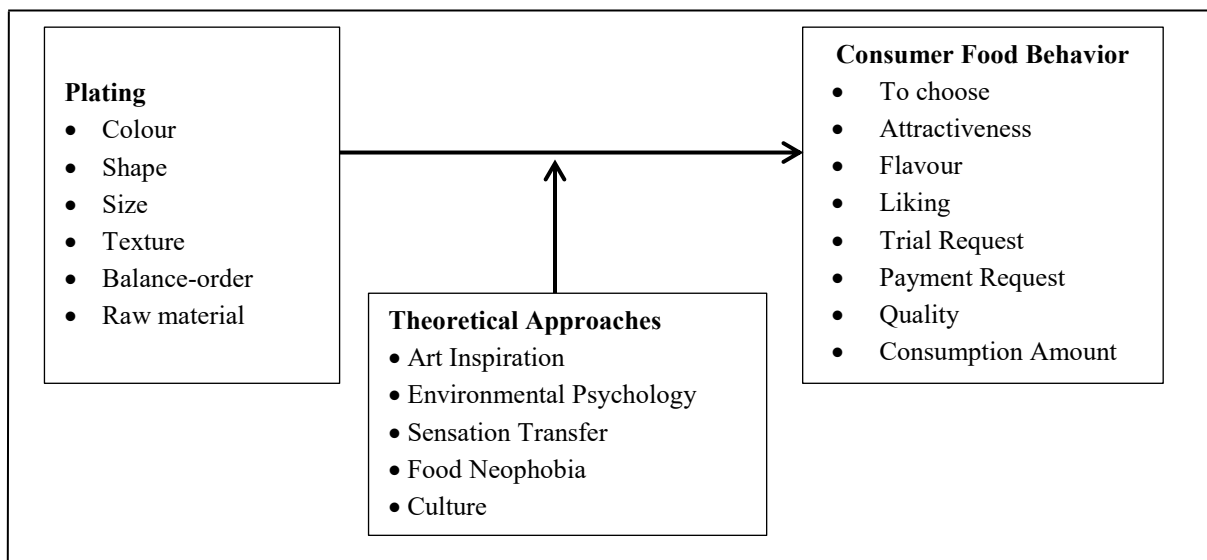 Plating
• Colour
• Shape
• Size
• Texture
• Balance-order
• Raw material
Theoretical Approaches
• Art Inspiration
• Environmental Psychology
• Sensation Transfer
• Food Neophobia
• Culture
Consumer Food Behavior
• To choose
• Attractiveness
• Flavour
• Liking
• Trial Request
• Payment Request
• Quality
• Consumption Amount